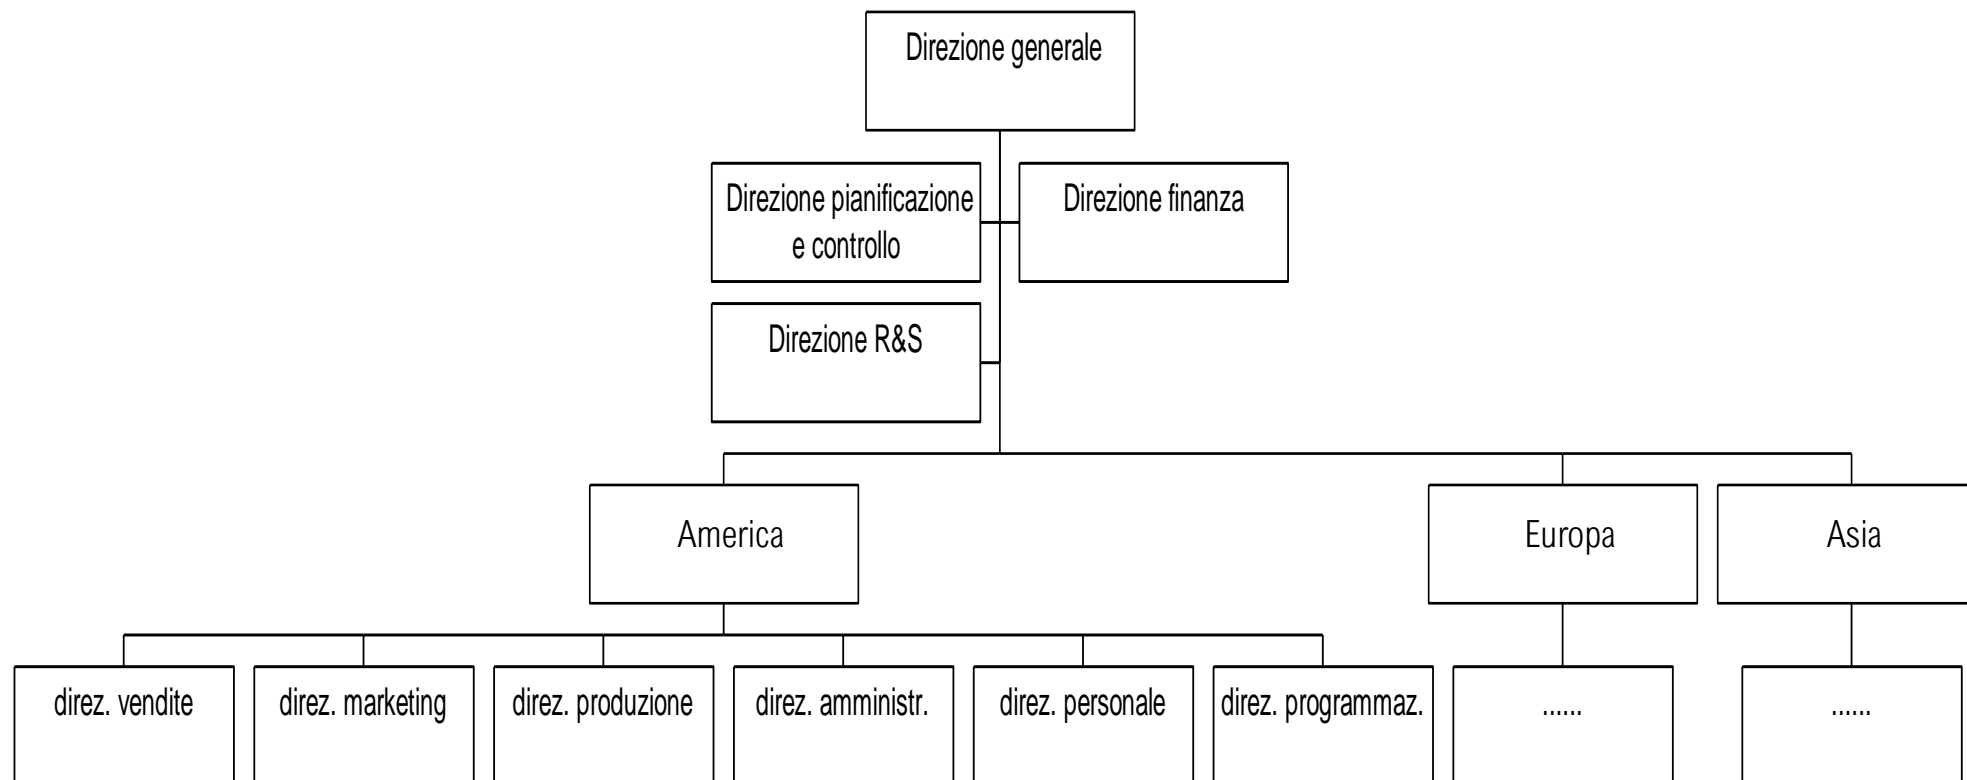 Direzione generale
Direzione pianificazione
e controllo
Direzione finanza
Direzione R&S
America
Europa
Asia
direz. vendite
direz. marketing
direz. produzione
direz. amministr.
direz. personale
direz. programmaz.
......
......